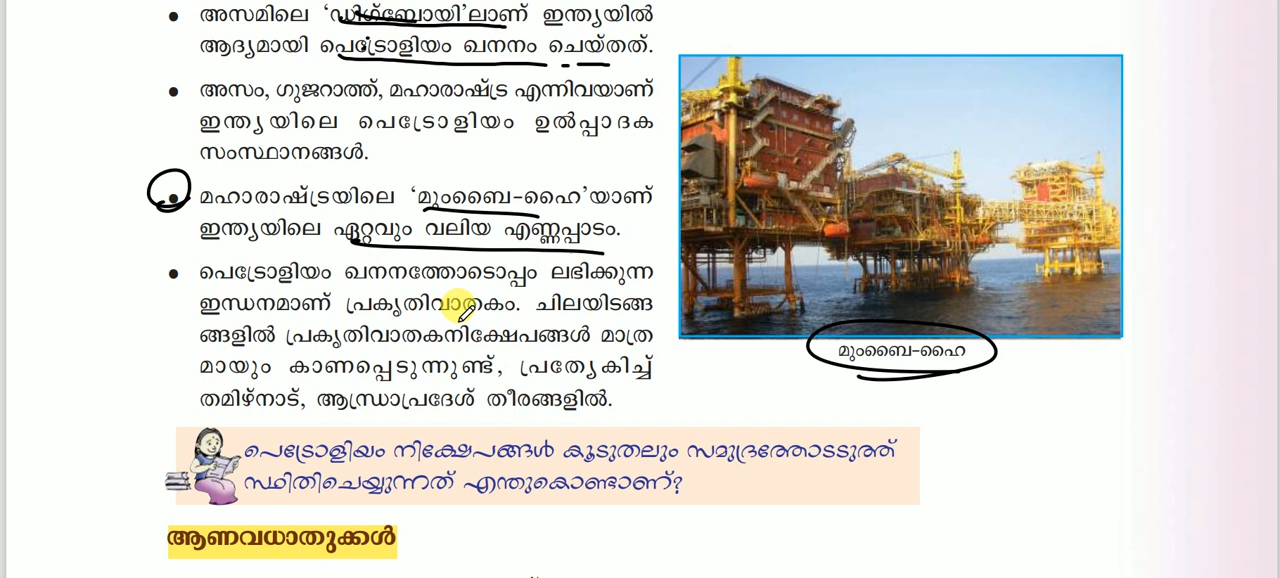 • അസമിലെ ‘ഡിഗ്ബോയി’ലാണ് ഇന്ത്യയിൽ
ആദ്യമായി പെട്രോളിയം ഖനനം ചെയ്തത്.
• അസം, ഗുജറാത്ത്, മഹാരാഷ്ട്ര എന്നിവയാണ്
ഇന്ത്യയിലെ പെട്രോളിയം ഉൽപ്പാദക
സംസ്ഥാനങ്ങൾ.
• മഹാരാഷ്ട്രയിലെ ‘മുംബൈ-ഹൈ’യാണ്
ഇന്ത്യയിലെ ഏറ്റവും വലിയ എണ്ണപ്പാടം.
• പെട്രോളിയം ഖനനത്തോടൊപ്പം ലഭിക്കുന്ന
ഇന്ധനമാണ് പ്രകൃതിവാതകം. ചിലയിടങ്ങ
ങ്ങളിൽ പ്രകൃതിവാതകനിക്ഷേപങ്ങൾ മാത്ര
മായും കാണപ്പെടുന്നുണ്ട്, പ്രത്യേകിച്ച്
തമിഴ്നാട്, ആന്ധ്രാപ്രദേശ് തീരങ്ങളിൽ.
മുംബൈ-ഹൈ
പെട്രോളിയം നിക്ഷേപങ്ങൾ കൂടുതലും സമുദ്രത്തോടടുത്ത്
സ്ഥിതിചെയ്യുന്നത് എന്തുകൊണ്ടാണ്?
ആണവധാതുക്കൾ